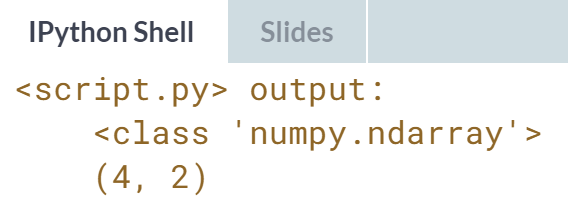 IPython Shell Slides
<script.py> output:
<class 'numpy.ndarray'>
(4, 2)